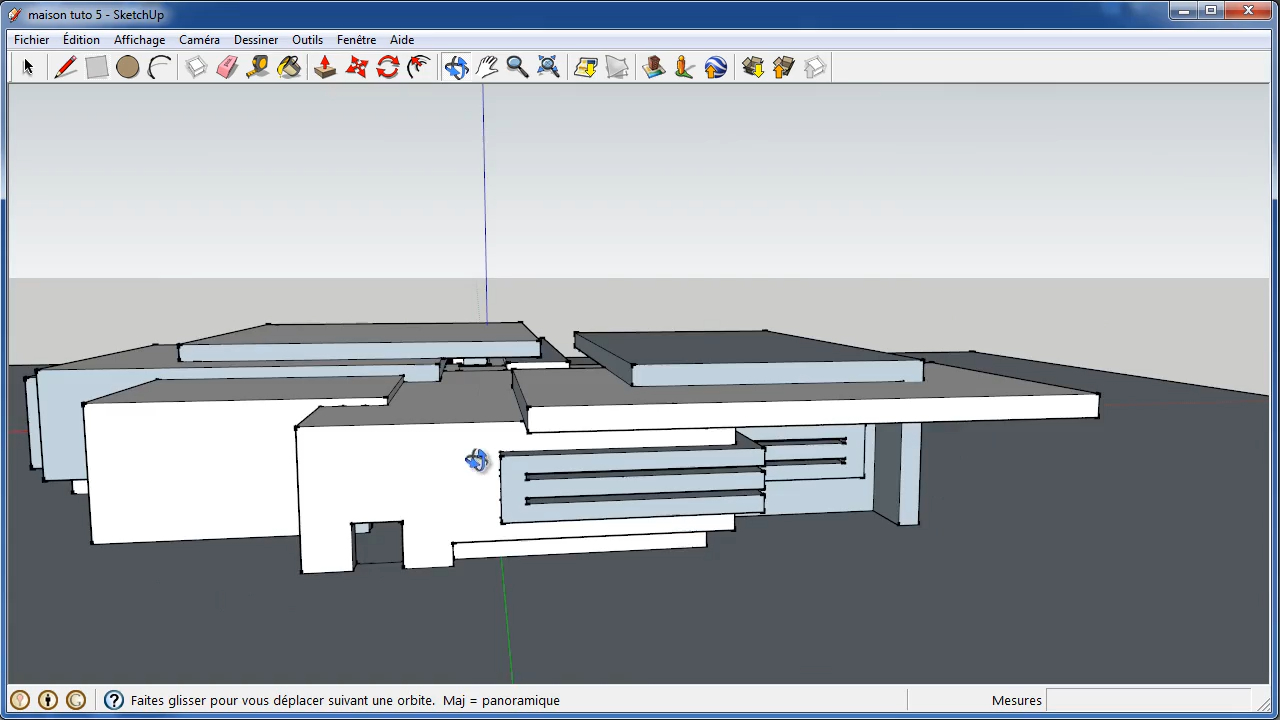 maison tuto 5 - SketchUp
Fichier Édition Affichage Caméra Dessiner Outils Fenêtre Aide
Faites glisser pour vous déplacer suivant une orbite. Maj = panoramique Mesures